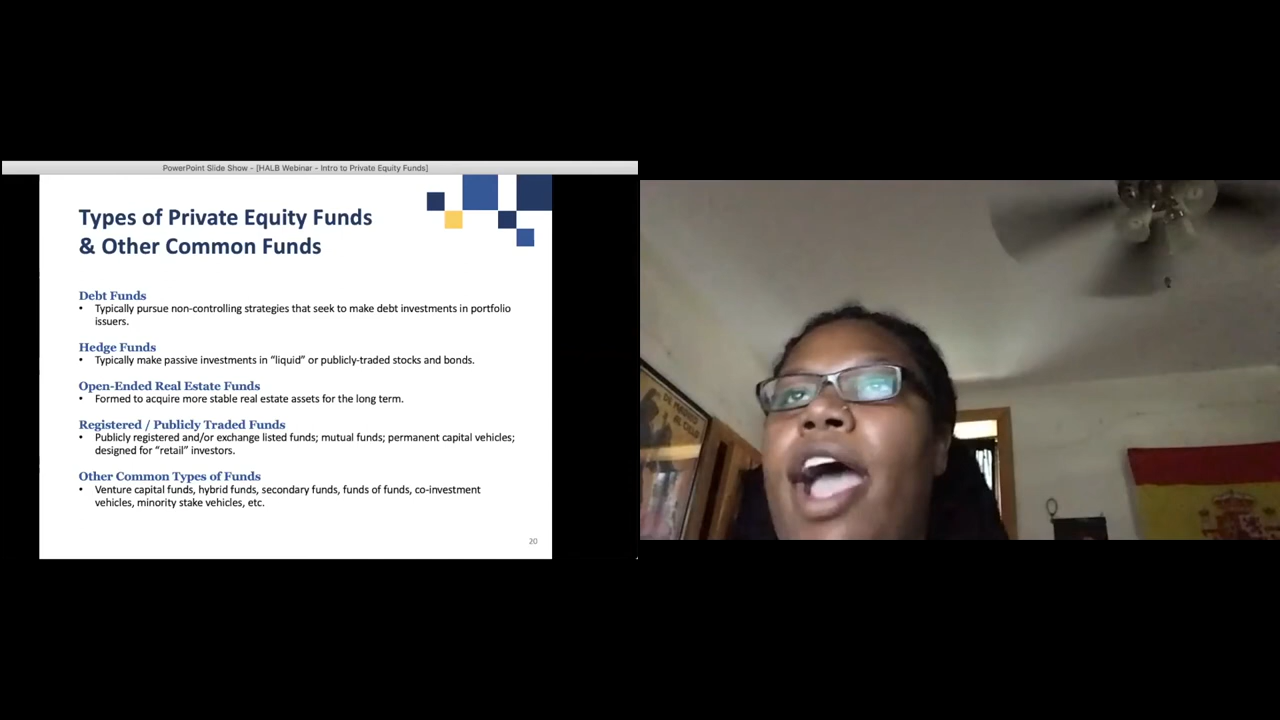 PowerPoint Slide Show - [HALB Webinar - Intro to Private Equity Funds]
Types of Private Equity Funds
& Other Common Funds
Debt Funds
• Typically pursue non-controlling strategies that seek to make debt investments in portfolio
issuers.
Hedge Funds
• Typically make passive investments in “liquid” or publicly-traded stocks and bonds.
Open-Ended Real Estate Funds
• Formed to acquire more stable real estate assets for the long term.
Registered / Publicly Traded Funds
• Publicly registered and/or exchange listed funds; mutual funds; permanent capital vehicles;
designed for “retail” investors.
Other Common Types of Funds
• Venture capital funds, hybrid funds, secondary funds, funds of funds, co-investment
vehicles, minority stake vehicles, etc.
20
DE MADRID
AL CIELO